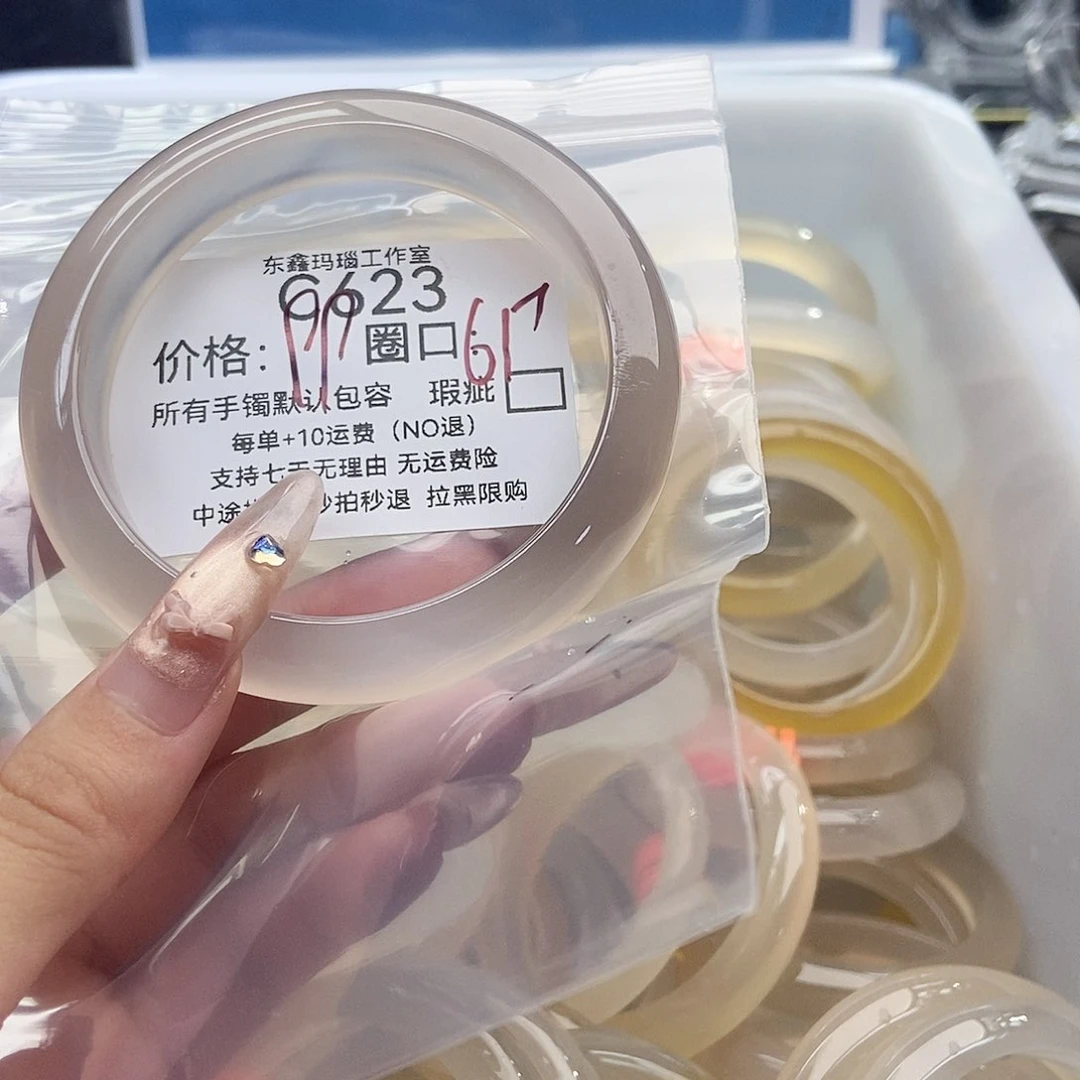 东鑫玛瑙工作室
C623
价格： 圈口：61
所有手镯默认包容 瑕疵
每单+10运费（NO退）
支持七天无理由 无运费险
中途 秒拍秒退 拉黑限购